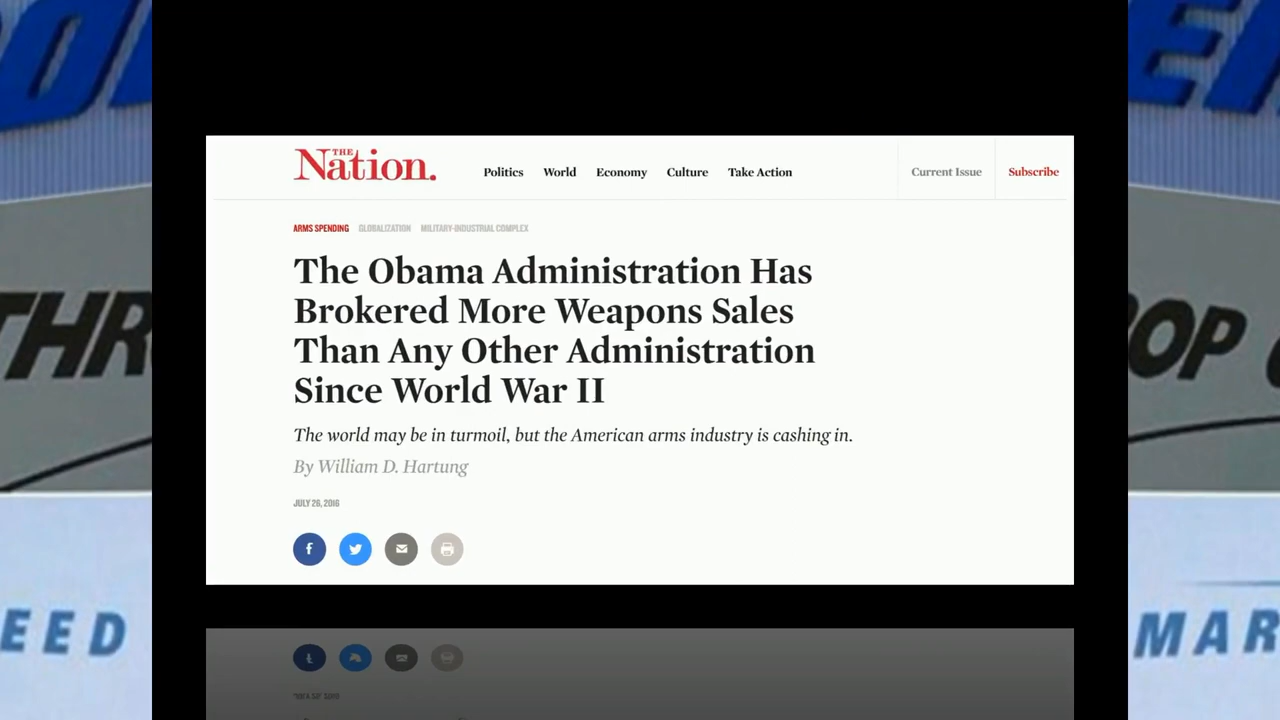 THE
Nation.
Politics World Economy Culture Take Action
Current Issue Subscribe
ARMS SPENDING GLOBALIZATION MILITARY-INDUSTRIAL COMPLEX
The Obama Administration Has
Brokered More Weapons Sales
Than Any Other Administration
Since World War II
The world may be in turmoil, but the American arms industry is cashing in.
By William D. Hartung
JULY 26, 2016
THR
OP
EED
MAR